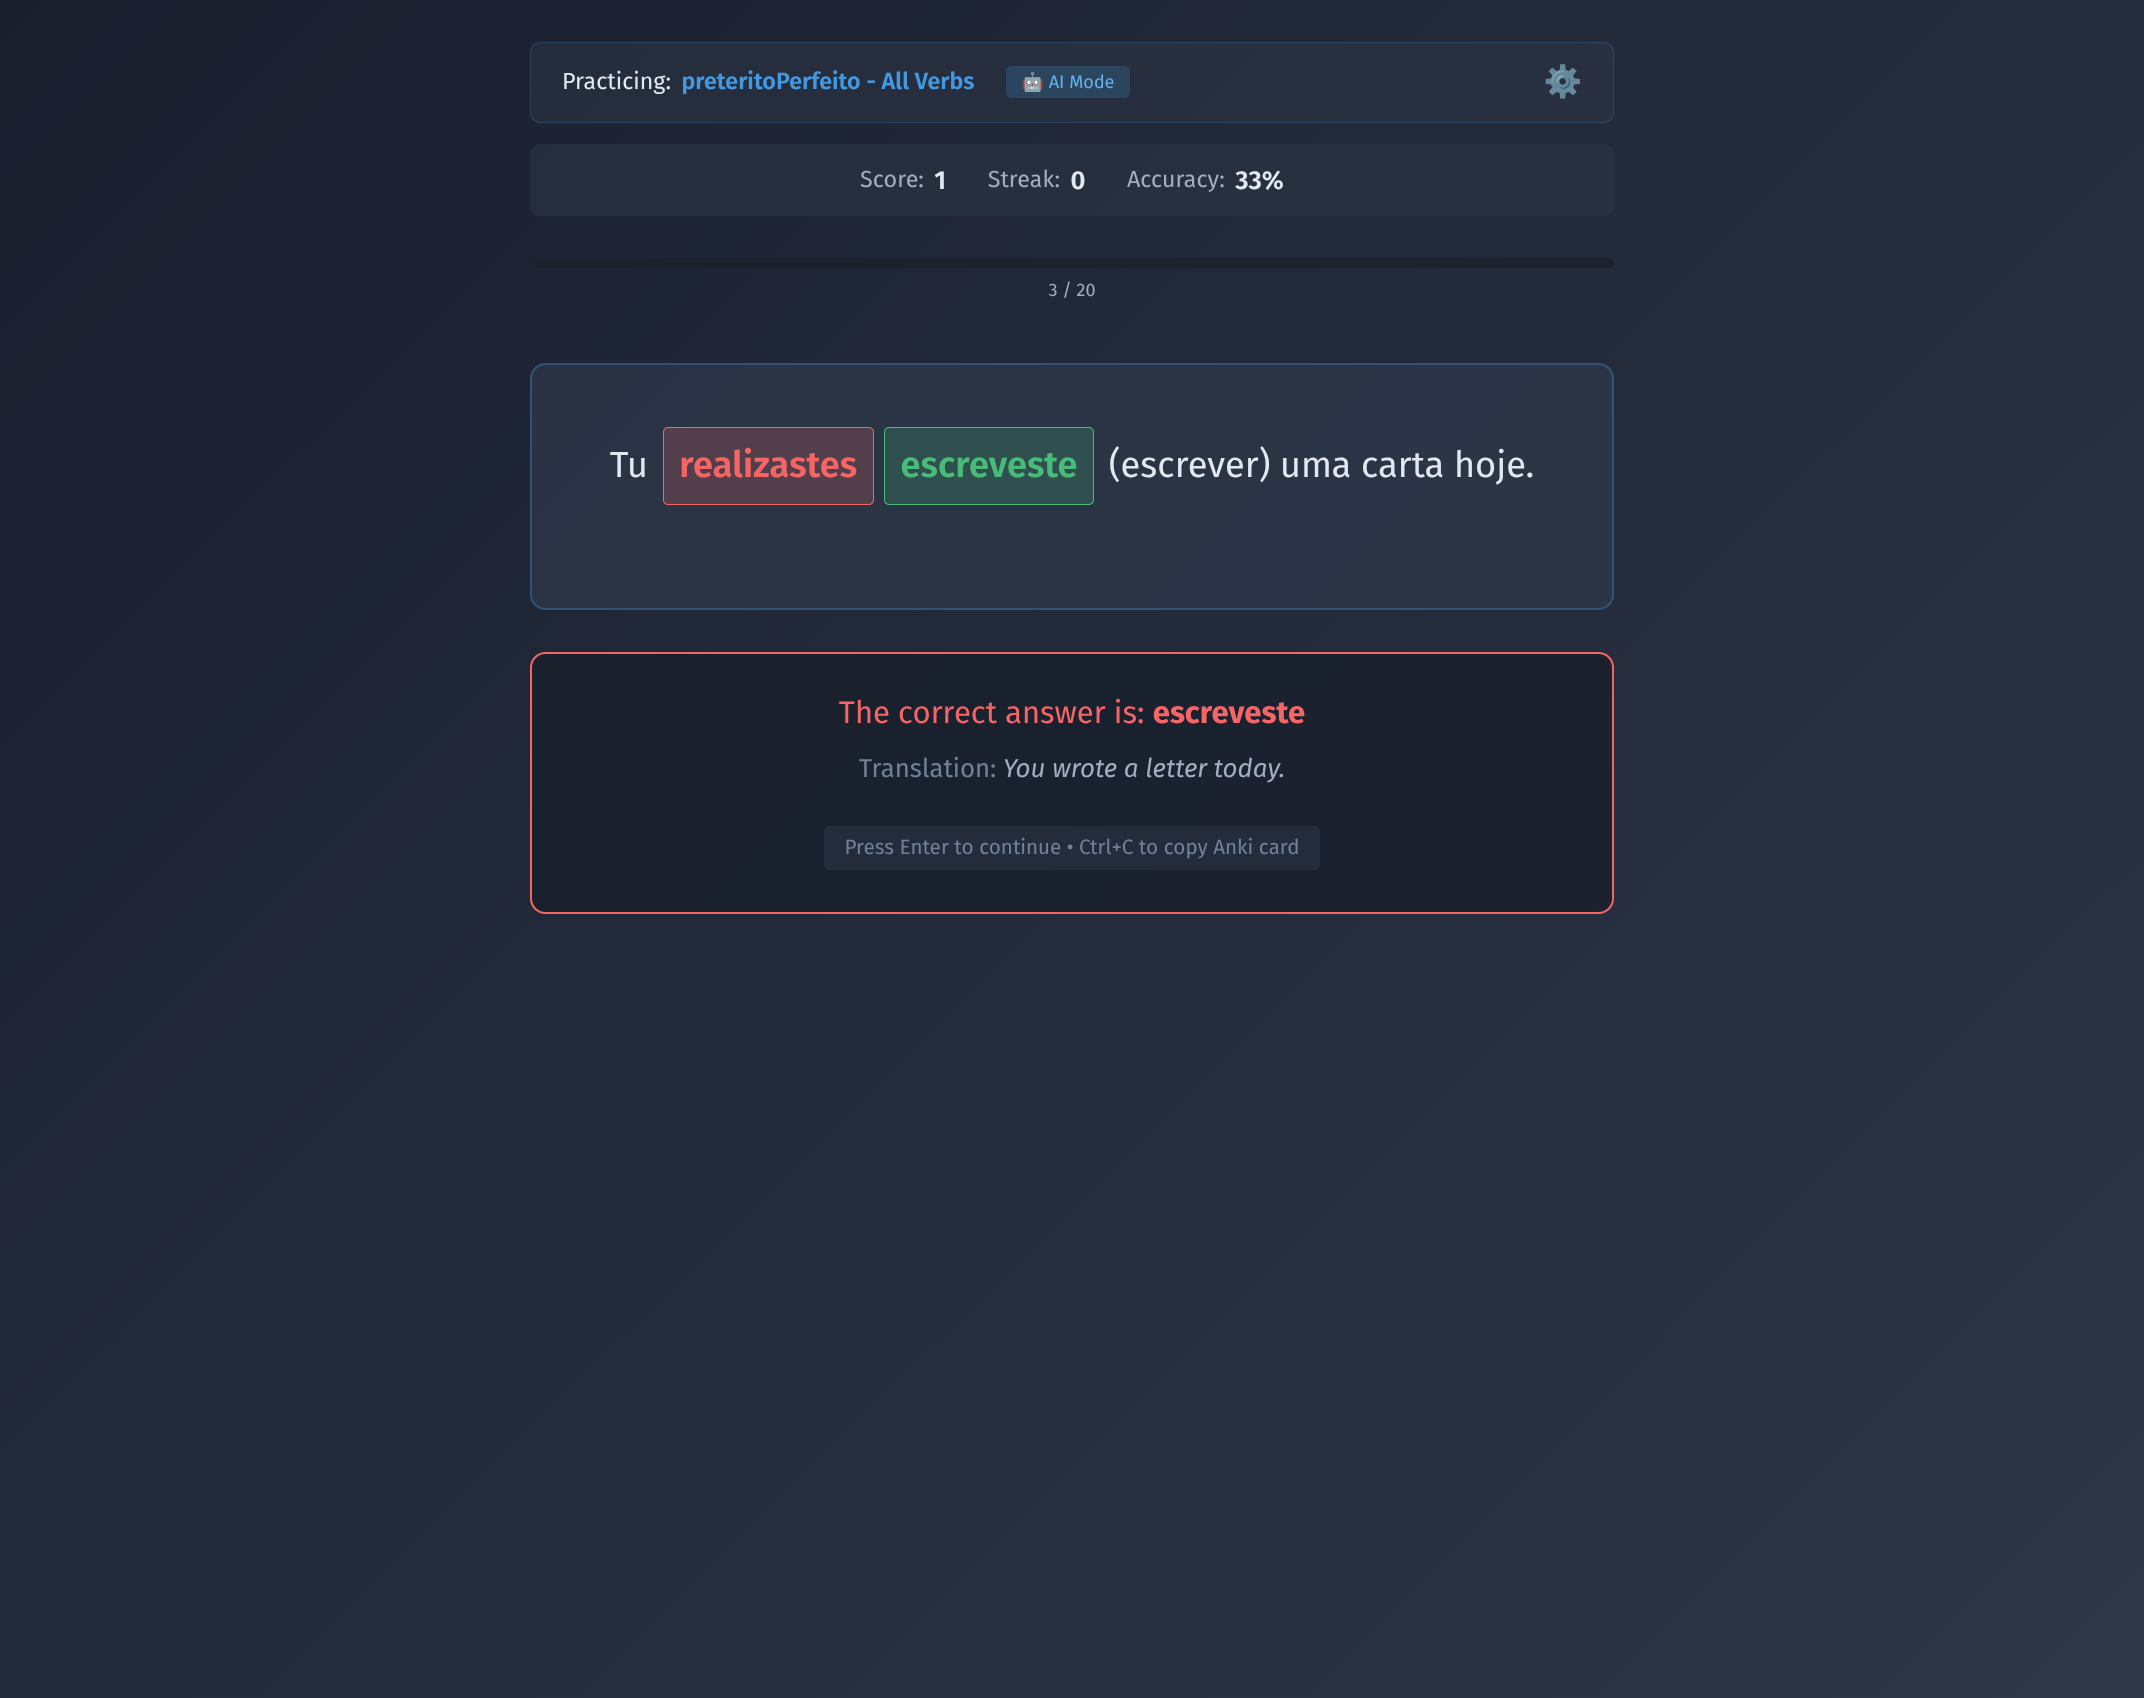 Practicing: preteritoPerfeito - All Verbs 🤖 AI Mode ⚙️
Score: 1 Streak: 0 Accuracy: 33%
3 / 20
Tu realizastes escreveste (escrever) uma carta hoje.
The correct answer is: escreveste
Translation: You wrote a letter today.
Press Enter to continue • Ctrl+C to copy Anki card